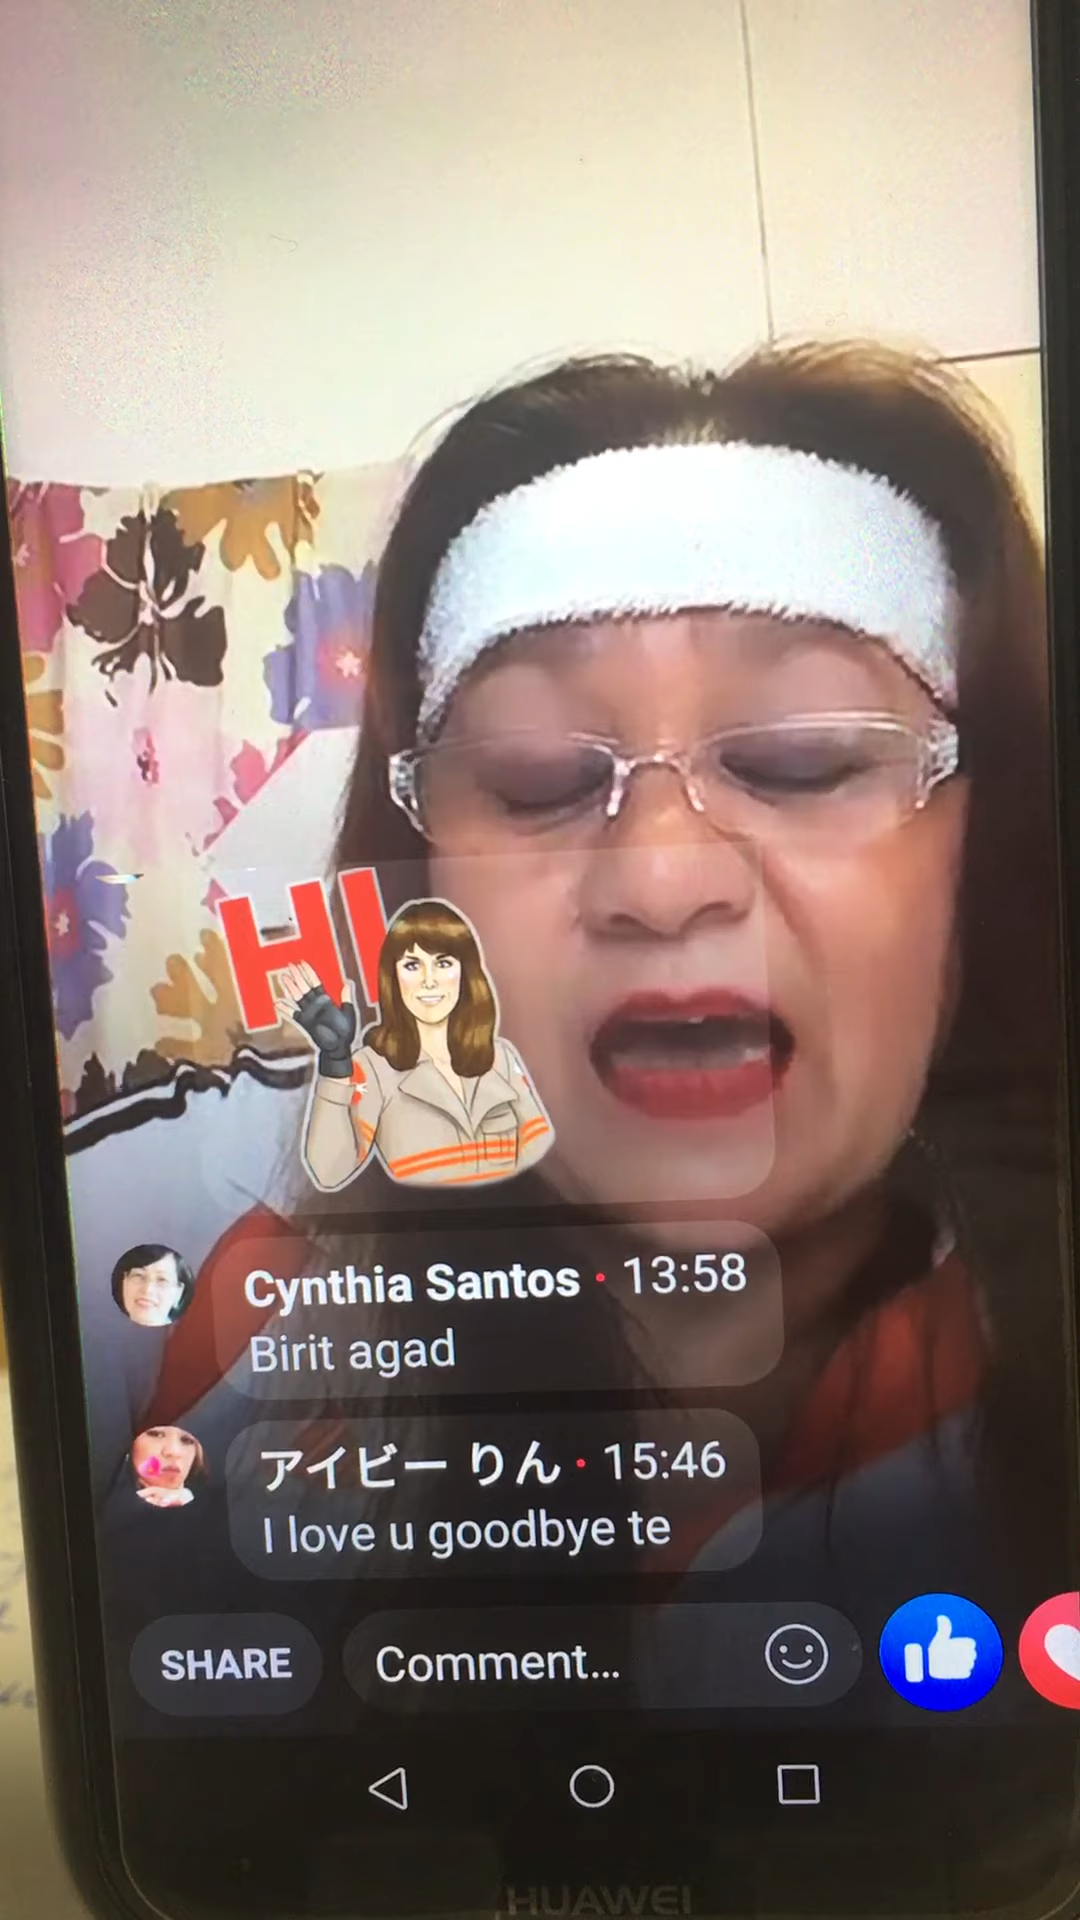 HI
Cynthia Santos • 13:58
Birit agad
アイビー りん • 15:46
I love u goodbye te
SHARE
Comment...
HUAWEI